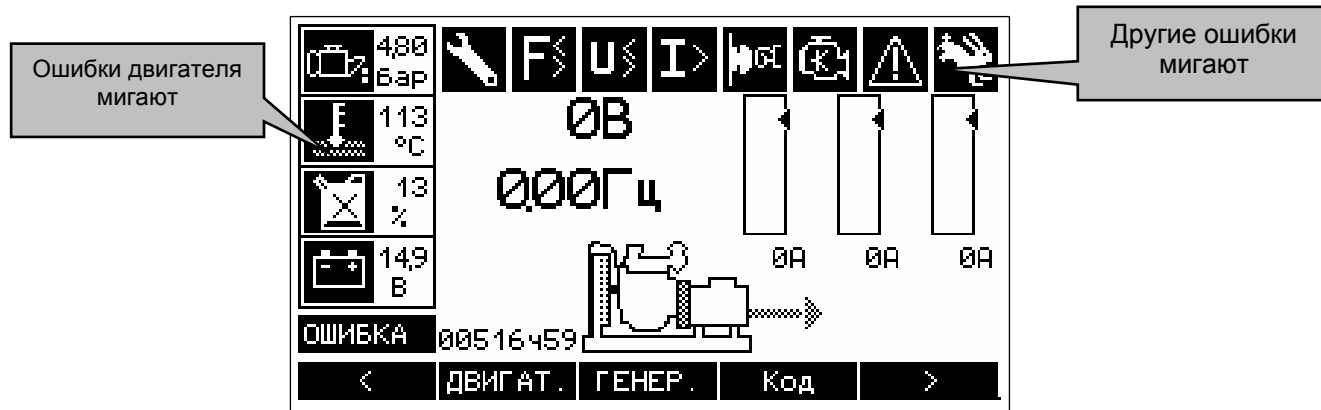 Ошибки двигателя
мигают
Другие ошибки
мигают
4,80
бар
F U I>
113
°C
0В
13
%
0,00Гц
14,9
В
0А 0А 0А
ОШИБКА
00516ч59
< ДВИГАТ. ГЕНЕР. Код >